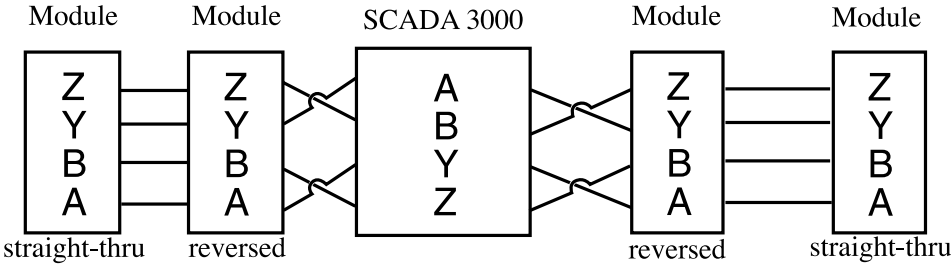 Module Module SCADA 3000 Module Module
Z Z A Z Z
Y Y B Y Y
B B Y B B
A A Z A A
straight-thru reversed reversed straight-thru